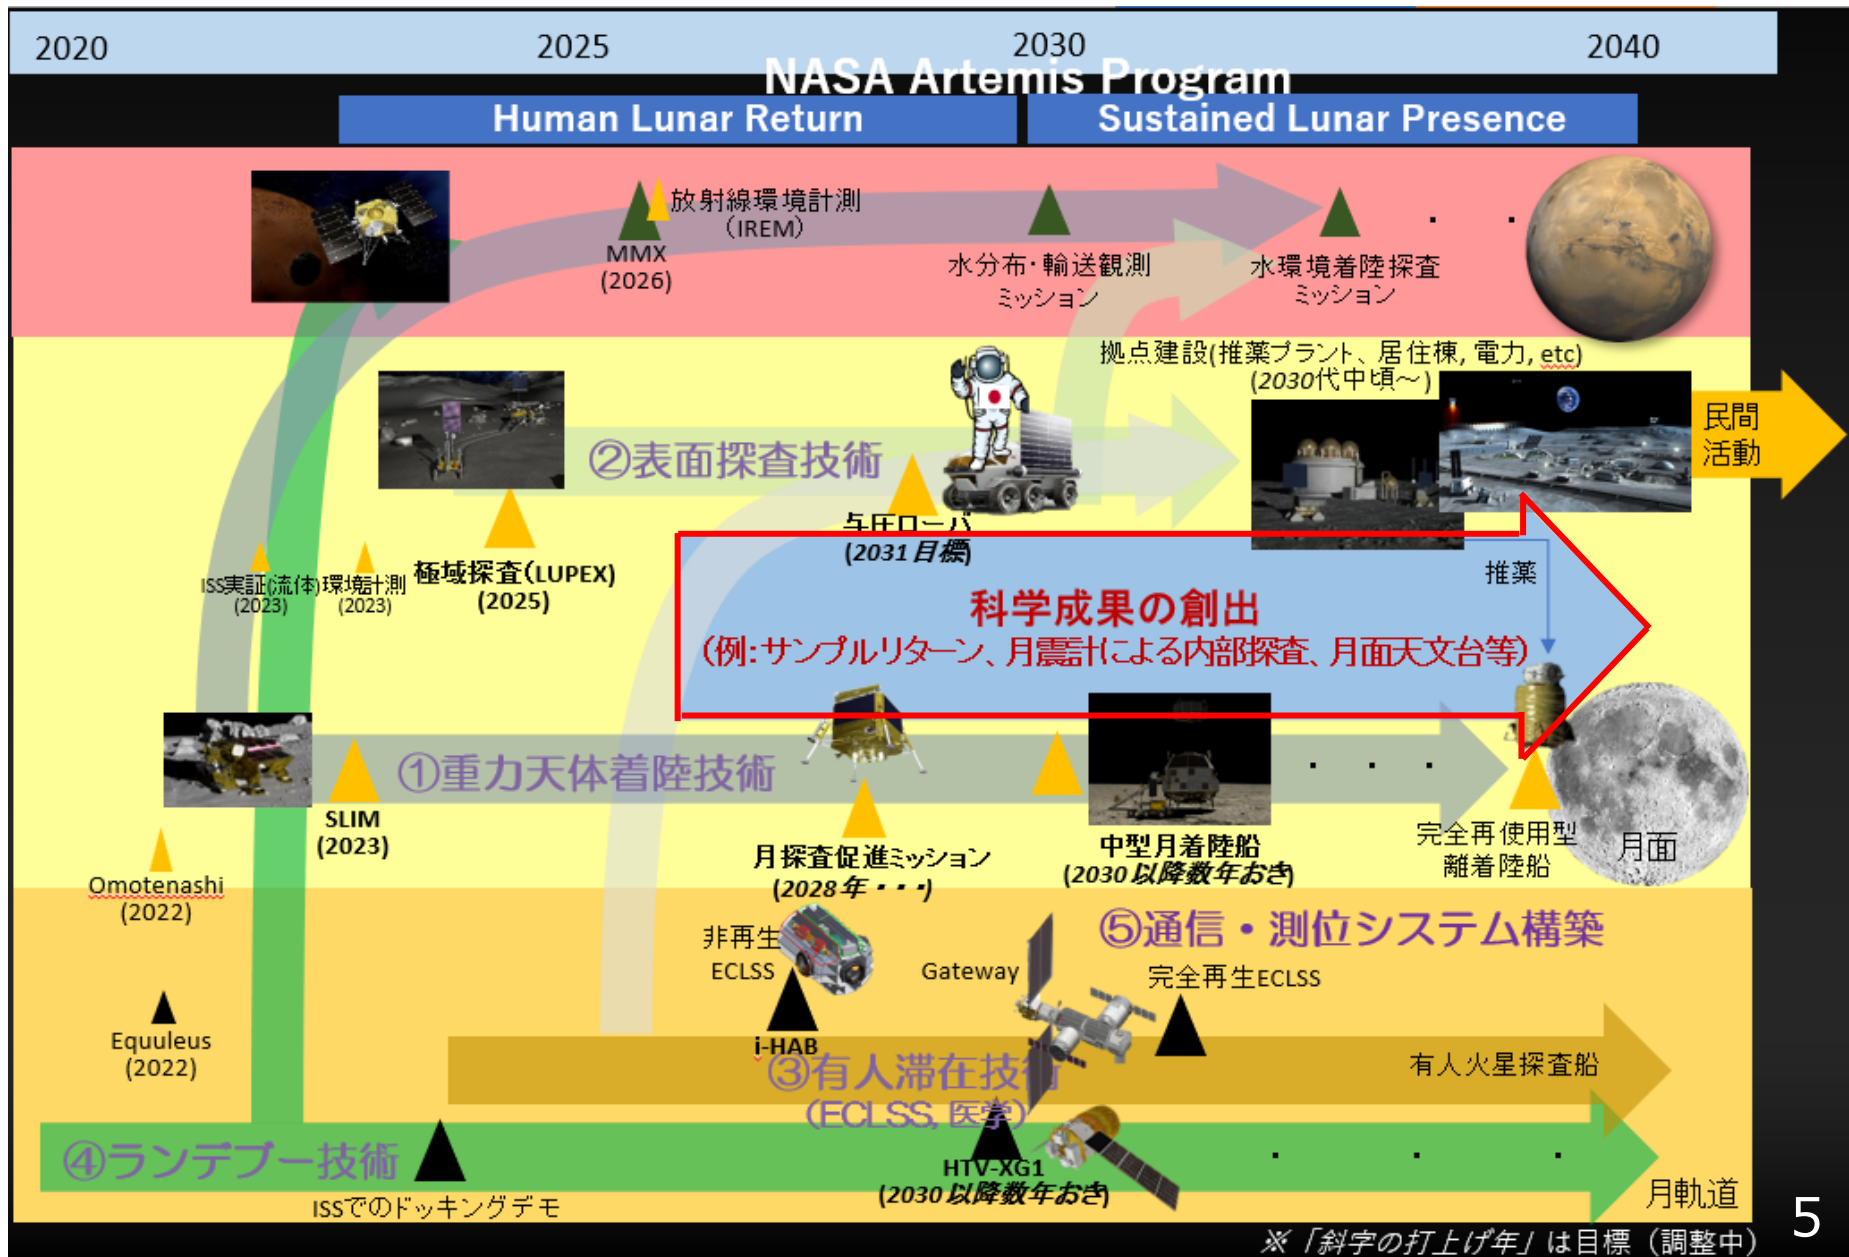 2020 2025 2030 2040
NASA Artemis Program
Human Lunar Return
Sustained Lunar Presence
放射線環境計測
(IREM)
MMX
(2026)
水分布・輸送観測
ミッション
水環境着陸探査
ミッション
拠点建設(推薬プラント、居住棟, 電力, etc)
(2030代中頃～)
民間
活動
②表面探査技術
与圧ローバ
(2031目標)
ISS実証(流体)
(2023)
環境計測
(2023)
極域探査(LUPEX)
(2025)
推薬
科学成果の創出
(例:サンプルリターン、月震計による内部探査、月面天文台等)
①重力天体着陸技術
SLIM
(2023)
月探査促進ミッション
(2028年・・・)
中型月着陸船
(2030以降数年おき)
・ ・ ・
完全再使用型
離着陸船
月面
Omotenashi
(2022)
非再生
ECLSS
Gateway
⑤通信・測位システム構築
完全再生ECLSS
Equuleus
(2022)
i-HAB
③有人滞在技術
(ECLSS, 医学)
有人火星探査船
④ランデブー技術
ISSでのドッキングデモ
HTV-XG1
(2030以降数年おき)
・ ・ ・
月軌道
※「斜字の打上げ年」は目標（調整中）
5